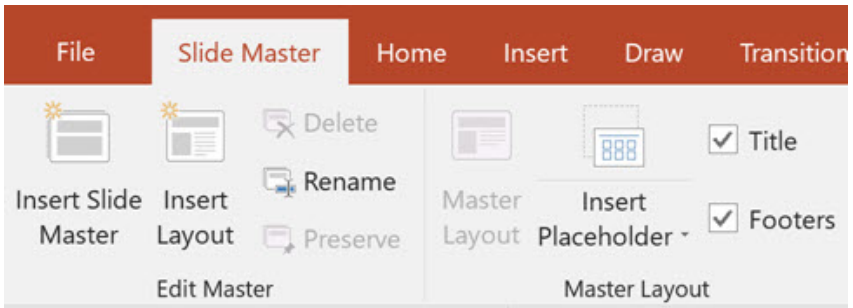 File Slide Master Home Insert Draw Transition
Insert Slide
Master
Insert
Layout
Delete
Rename
Preserve
Master
Layout
Insert
Placeholder
Title
Footers
Edit Master
Master Layout